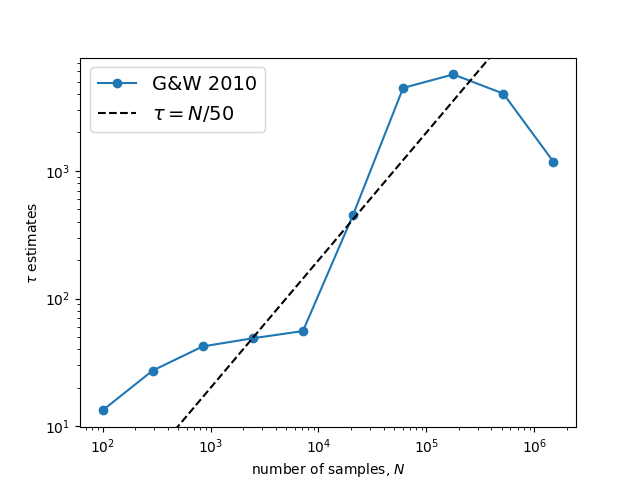 G&W 2010
τ = N/50
τ estimates
10³
10²
10¹
10² 10³ 10⁴ 10⁵ 10⁶
number of samples, N